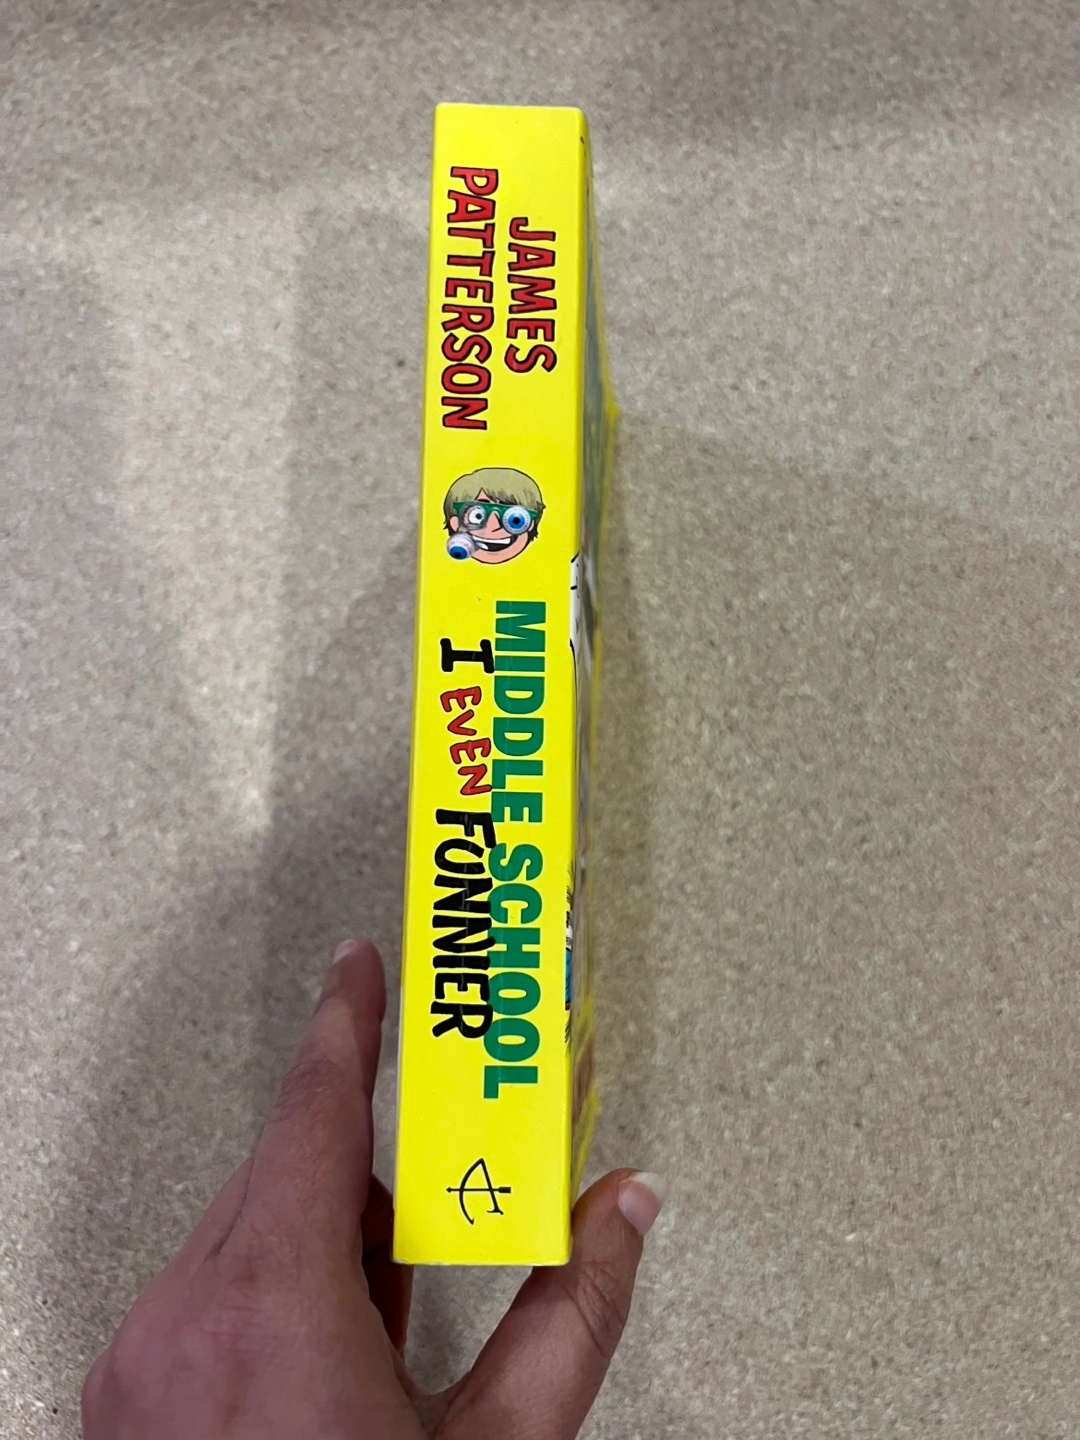 JAMES
PATTERSON
MIDDLE SCHOOL
I EVEN FUNNIER